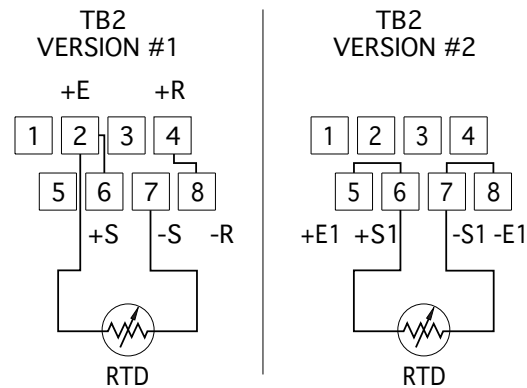 TB2
VERSION #1
+E +R
1 2 3 4
5 6 7 8
+S -S -R
RTD
TB2
VERSION #2
1 2 3 4
5 6 7 8
+E1 +S1 -S1 -E1
RTD